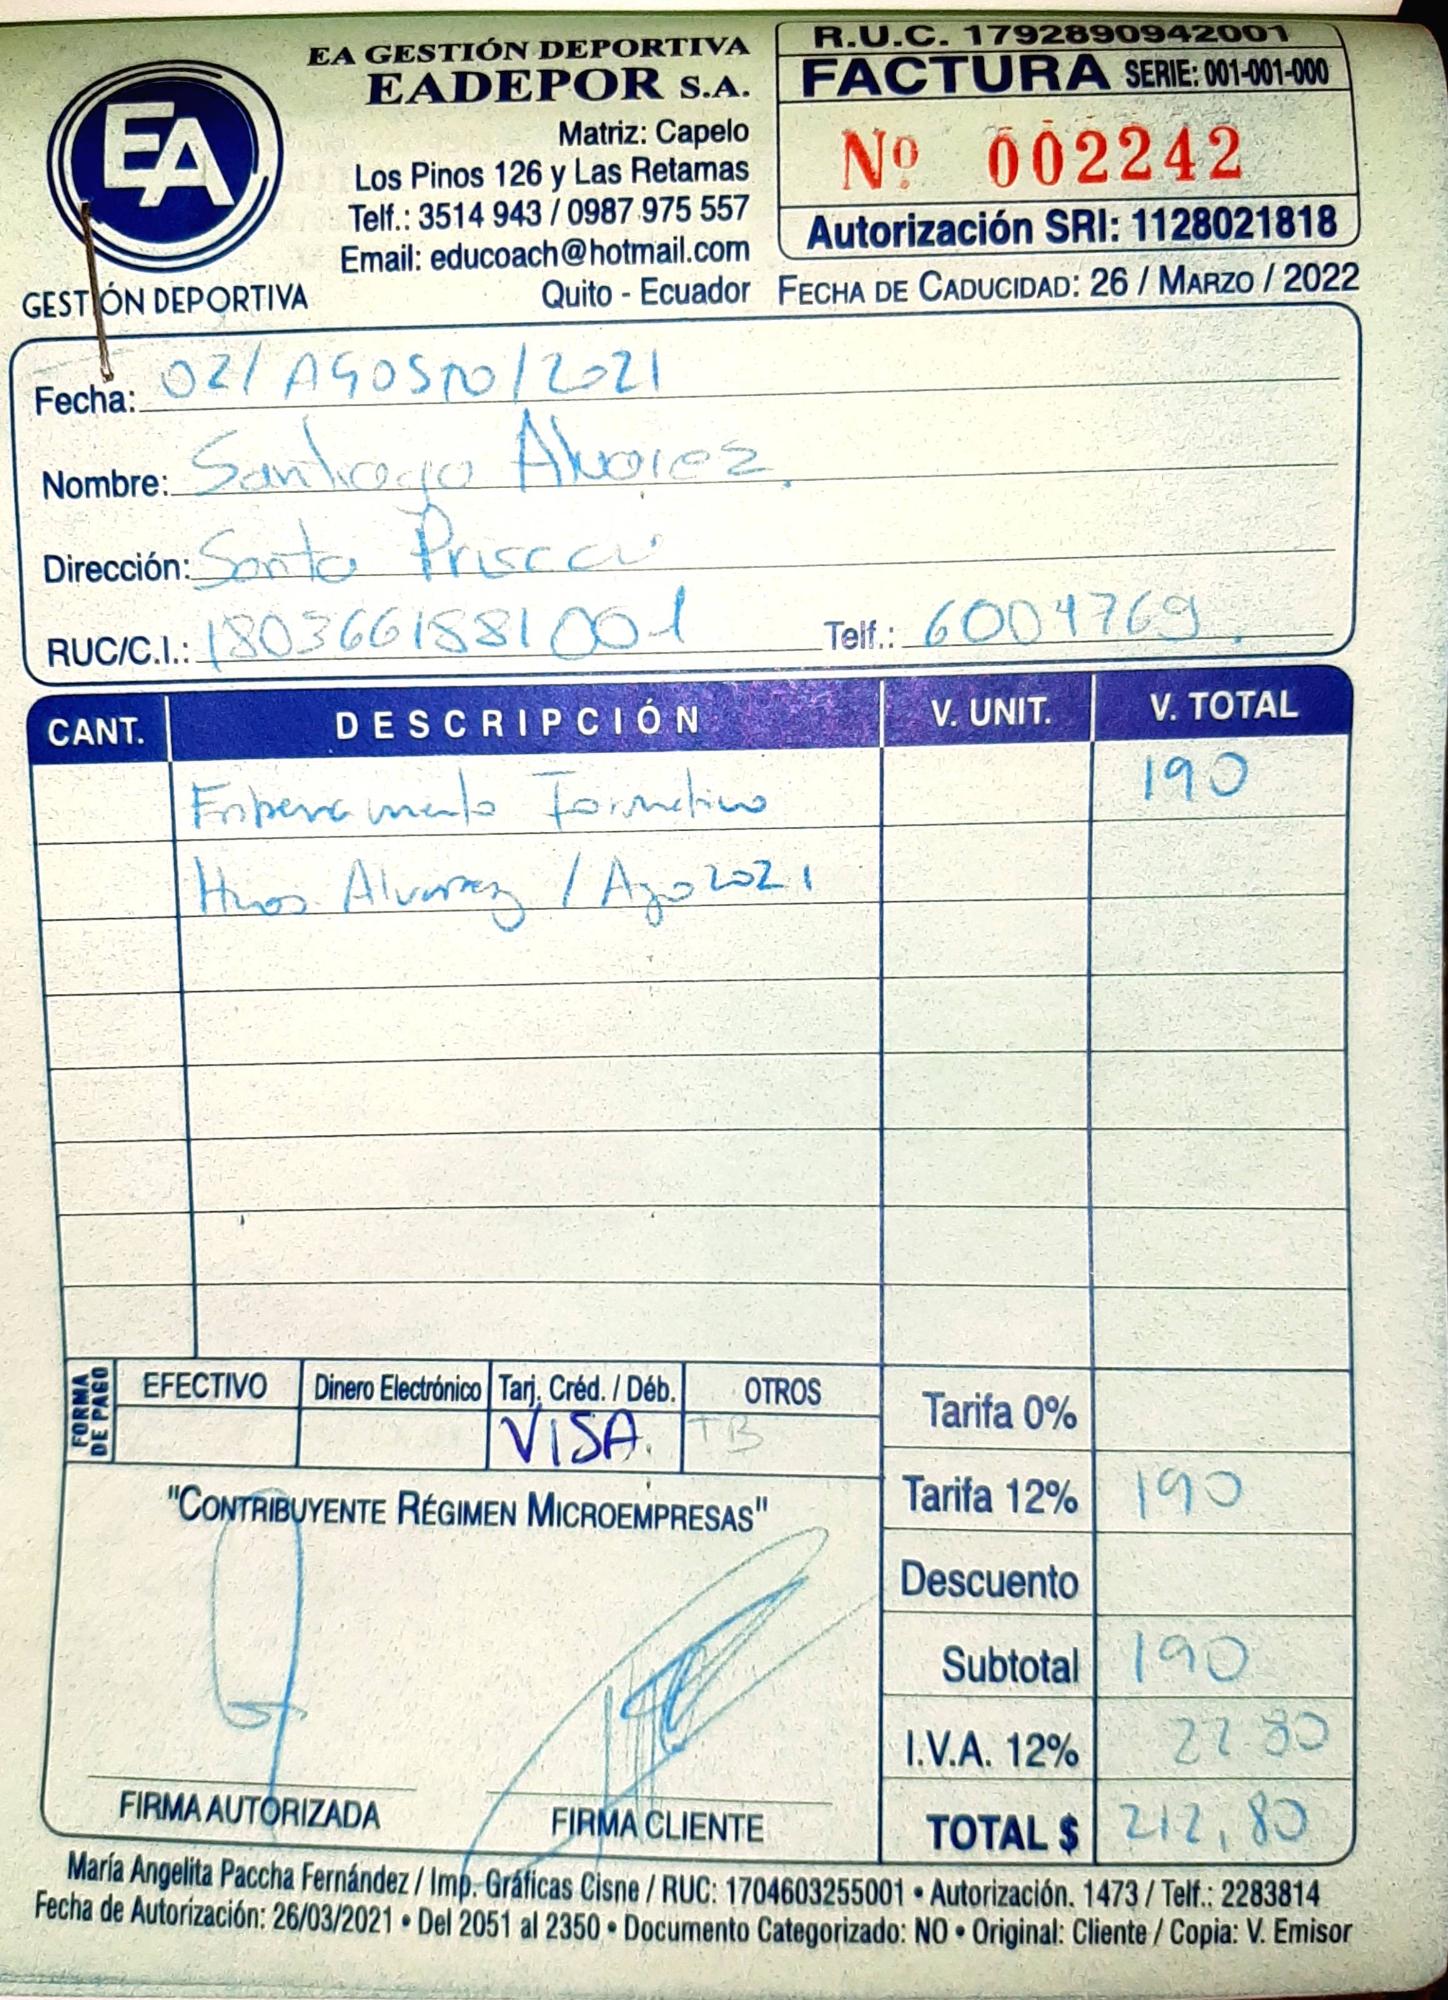 EA GESTIÓN DEPORTIVA
EADEPOR S.A.
Matriz: Capelo
Los Pinos 126 y Las Retamas
Telf.: 3514 943 / 0987 975 557
Email: educoach@hotmail.com
Quito - Ecuador
EA
GESTIÓN DEPORTIVA
R.U.C. 1792890942001
FACTURA SERIE: 001-001-000
Nº 002242
Autorización SRI: 1128021818
FECHA DE CADUCIDAD: 26 / MARZO / 2022
Fecha: 02/ AGOSTO/2021
Nombre: Santiago Alvarez.
Dirección: Santa Prisca
RUC/C.I.: 1803661881001 Telf.: 6004769.
CANT. DESCRIPCIÓN V. UNIT. V. TOTAL
Entrenamiento Formativo 190
Hnos. Alvarez / Ago 2021
FORMA DE PAGO
EFECTIVO Dinero Electrónico Tarj. Créd. / Déb. OTROS
VISA. TB
"CONTRIBUYENTE RÉGIMEN MICROEMPRESAS"
Tarifa 0%
Tarifa 12% 190
Descuento
Subtotal 190
I.V.A. 12% 22.80
TOTAL $ 212,80
FIRMA AUTORIZADA FIRMA CLIENTE
María Angelita Paccha Fernández / Imp. Gráficas Cisne / RUC: 1704603255001 • Autorización. 1473 / Telf.: 2283814
Fecha de Autorización: 26/03/2021 • Del 2051 al 2350 • Documento Categorizado: NO • Original: Cliente / Copia: V. Emisor